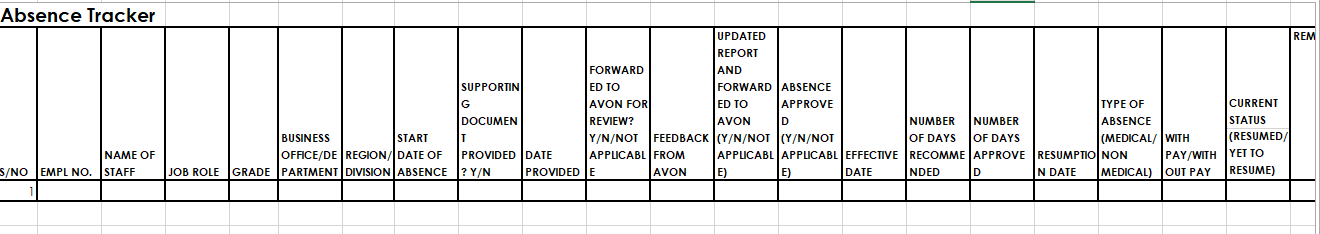 Absence Tracker
S/NO
EMPL NO.
NAME OF
STAFF
JOB ROLE
GRADE
BUSINESS
OFFICE/DE
PARTMENT
REGION/
DIVISION
START
DATE OF
ABSENCE
SUPPORTIN
G
DOCUMEN
T
PROVIDED
? Y/N
DATE
PROVIDED
FORWARD
ED TO
AVON FOR
REVIEW?
Y/N/NOT
APPLICABL
E
FEEDBACK
FROM
AVON
UPDATED
REPORT
AND
FORWARD
ED TO
AVON
(Y/N/NOT
APPLICABL
E)
ABSENCE
APPROVE
D
(Y/N/NOT
APPLICABL
E)
EFFECTIVE
DATE
NUMBER
OF DAYS
RECOMME
NDED
NUMBER
OF DAYS
APPROVE
D
RESUMPTIO
N DATE
TYPE OF
ABSENCE
(MEDICAL/
NON
MEDICAL)
WITH
PAY/WITH
OUT PAY
CURRENT
STATUS
(RESUMED/
YET TO
RESUME)
REM
1